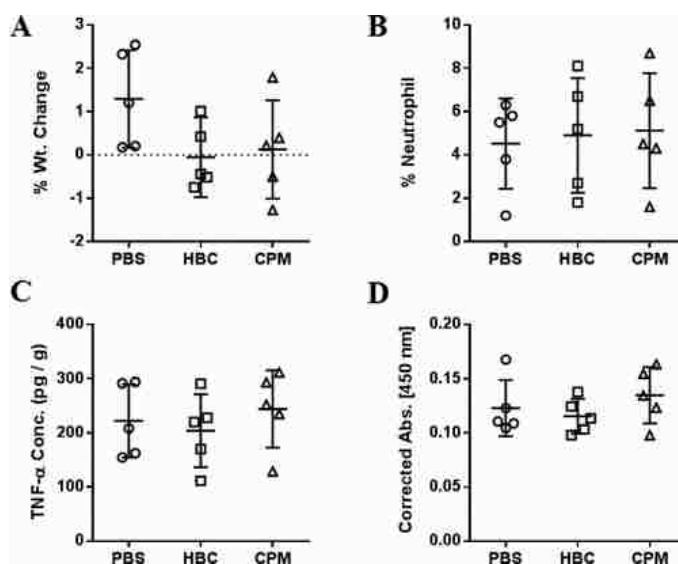 A
% Wt. Change
3
2
1
0
-1
-2
PBS HBC CPM
B
% Neutrophil
10
8
6
4
2
0
PBS HBC CPM
C
TNF-α Conc. (pg / g)
400
300
200
100
0
PBS HBC CPM
D
Corrected Abs. [450 nm]
0.20
0.15
0.10
0.05
0.00
PBS HBC CPM